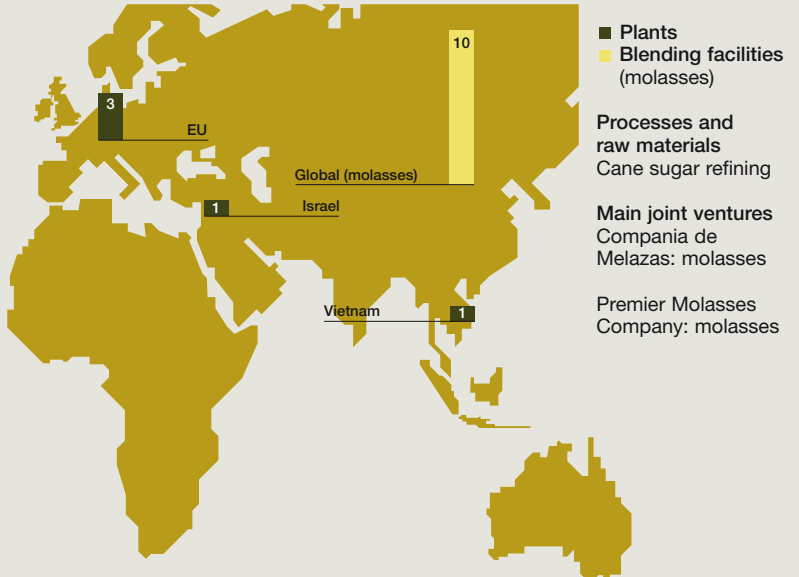 10
Plants
Blending facilities
(molasses)
3
EU
Processes and
raw materials
Cane sugar refining
Global (molasses)
1
Israel
Main joint ventures
Compania de
Melazas: molasses
Vietnam
1
Premier Molasses
Company: molasses